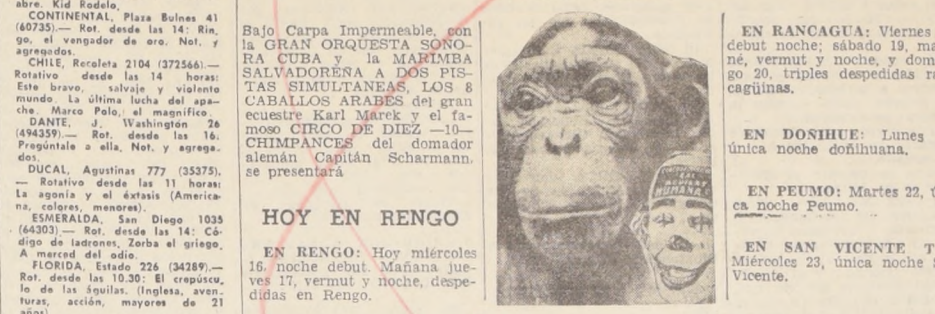 abre. Kid Rodelo.
CONTINENTAL, Plaza Bulnes 41
(60735).— Rot. desde las 14: Rin,
go, el vengador de oro. Not. y
agregados.
CHILE, Recoleta 2104 (372566).—
Rotativo desde las 14 horas:
Este bravo, salvaje y violento
mundo. La última lucha del apa-
che. Marco Polo, el magnífico.
DANTE, J. Washington 26
(494359).— Rot. desde las 16.
Pregúntale a ella. Not. y agrega.
dos.
DUCAL, Agustinas 777 (35375).
— Rotativo desde las 11 horas:
La agonía y el éxtasis (America-
na, colores, menores).
ESMERALDA, San Diego 1035
(64303).— Rot. desde las 14: Có-
digo de ladrones, Zorba el griego,
A merced del odio.
FLORIDA, Estado 226 (34289).—
Rot. desde las 10.30: El crepúscu,
lo de las águilas. (Inglesa, aven-
turas, acción, mayores de 21
años).
Bajo Carpa Impermeable, con
la GRAN ORQUESTA SONO-
RA CUBA y la MARIMBA
SALVADOREÑA A DOS PIS-
TAS SIMULTANEAS, LOS 8
CABALLOS ARABES del gran
ecuestre Karl Marek y el fa-
moso CIRCO DE DIEZ —10—
CHIMPANCES del domador
alemán Capitán Scharmann,
se presentará
HOY EN RENGO
EN RENGO: Hoy miércoles
16, noche debut. Mañana jue-
ves 17, vermut y noche, despe-
didas en Rengo.
HUMANA
EN RANCAGUA: Viernes
debut noche; sábado 19, ma
né, vermut y noche, y dom
go 20, triples despedidas ra
cagüinas.
EN DOÑIHUE: Lunes
única noche doñihuana.
EN PEUMO: Martes 22, ú
ca noche Peumo.
EN SAN VICENTE T
Miércoles 23, única noche
Vicente.